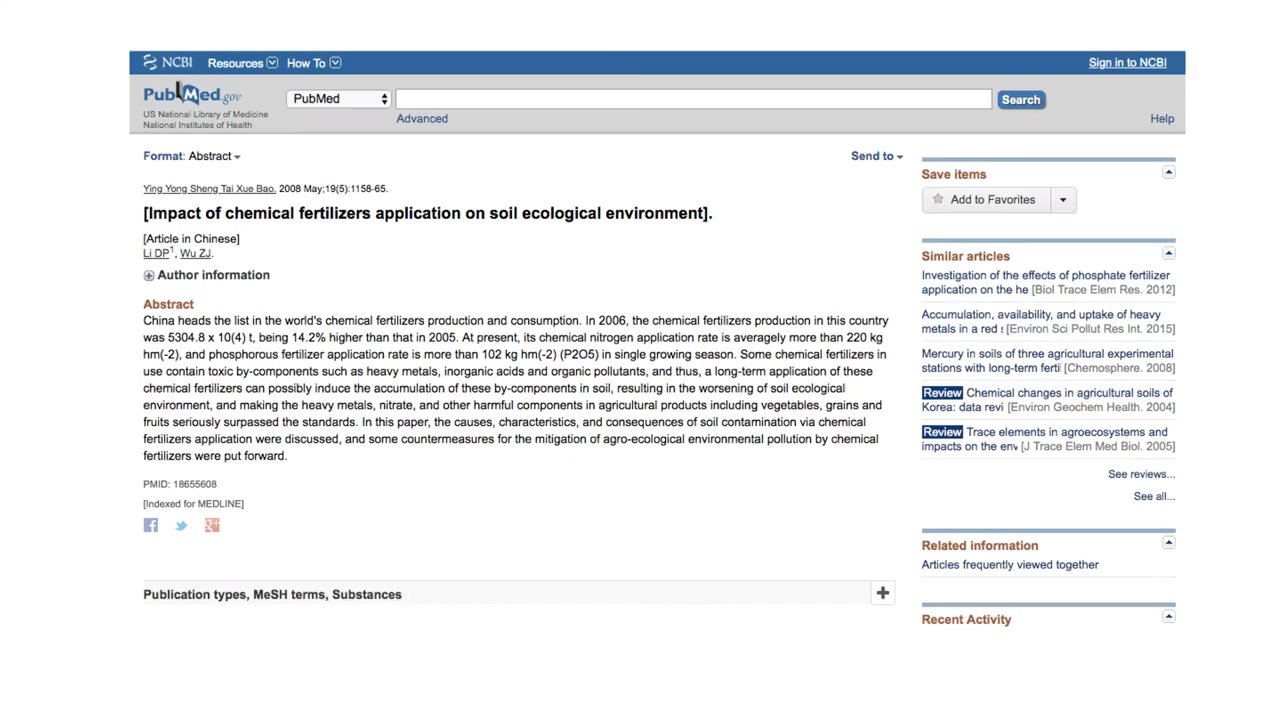 NCBI Resources How To Sign in to NCBI
PubMed.gov
US National Library of Medicine
National Institutes of Health
PubMed
Search
Advanced
Help
Format: Abstract
Send to
Ying Yong Sheng Tai Xue Bao. 2008 May;19(5):1158-65.
[Impact of chemical fertilizers application on soil ecological environment].
[Article in Chinese]
Li DP1, Wu ZJ.
Author information
Abstract
China heads the list in the world's chemical fertilizers production and consumption. In 2006, the chemical fertilizers production in this country
was 5304.8 x 10(4) t, being 14.2% higher than that in 2005. At present, its chemical nitrogen application rate is averagely more than 220 kg
hm(-2), and phosphorous fertilizer application rate is more than 102 kg hm(-2) (P2O5) in single growing season. Some chemical fertilizers in
use contain toxic by-components such as heavy metals, inorganic acids and organic pollutants, and thus, a long-term application of these
chemical fertilizers can possibly induce the accumulation of these by-components in soil, resulting in the worsening of soil ecological
environment, and making the heavy metals, nitrate, and other harmful components in agricultural products including vegetables, grains and
fruits seriously surpassed the standards. In this paper, the causes, characteristics, and consequences of soil contamination via chemical
fertilizers application were discussed, and some countermeasures for the mitigation of agro-ecological environmental pollution by chemical
fertilizers were put forward.
PMID: 18655608
[Indexed for MEDLINE]
Publication types, MeSH terms, Substances
Save items
Add to Favorites
Similar articles
Investigation of the effects of phosphate fertilizer
application on the he [Biol Trace Elem Res. 2012]
Accumulation, availability, and uptake of heavy
metals in a red s [Environ Sci Pollut Res Int. 2015]
Mercury in soils of three agricultural experimental
stations with long-term ferti [Chemosphere. 2008]
Review Chemical changes in agricultural soils of
Korea: data revi [Environ Geochem Health. 2004]
Review Trace elements in agroecosystems and
impacts on the env [J Trace Elem Med Biol. 2005]
See reviews...
See all...
Related information
Articles frequently viewed together
Recent Activity